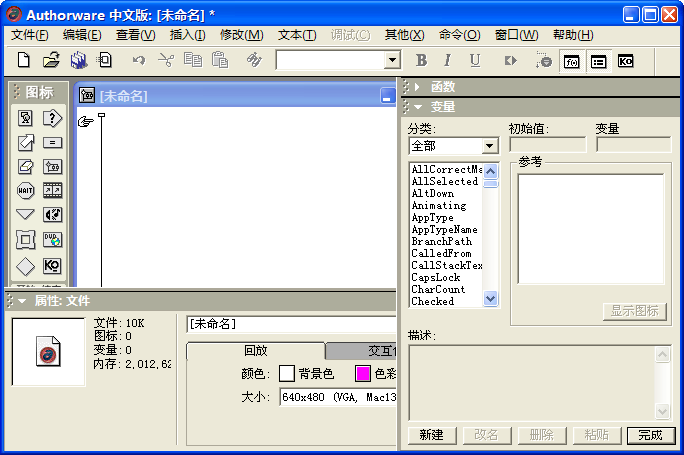 Authorware 中文版: [未命名] *
文件(F) 编辑(E) 查看(V) 插入(I) 修改(M) 文本(T) 调试(C) 其他(X) 命令(O) 窗口(W) 帮助(H)
B I U
图标
[未命名]
WAIT
DVD
KO
函数
变量
分类:
全部
初始值:
变量
AllCorrectMa
AllSelected
AltDown
Animating
AppType
AppTypeName
BranchPath
CalledFrom
CallStackTex
CapsLock
CharCount
Checked
参考
显示图标
描述:
新建 改名 删除 粘贴 完成
属性: 文件
文件: 10K
图标: 0
变量: 0
内存: 2,012,62
[未命名]
回放
交互
颜色: 背景色 色彩
大小: 640x480 (VGA, Mac13